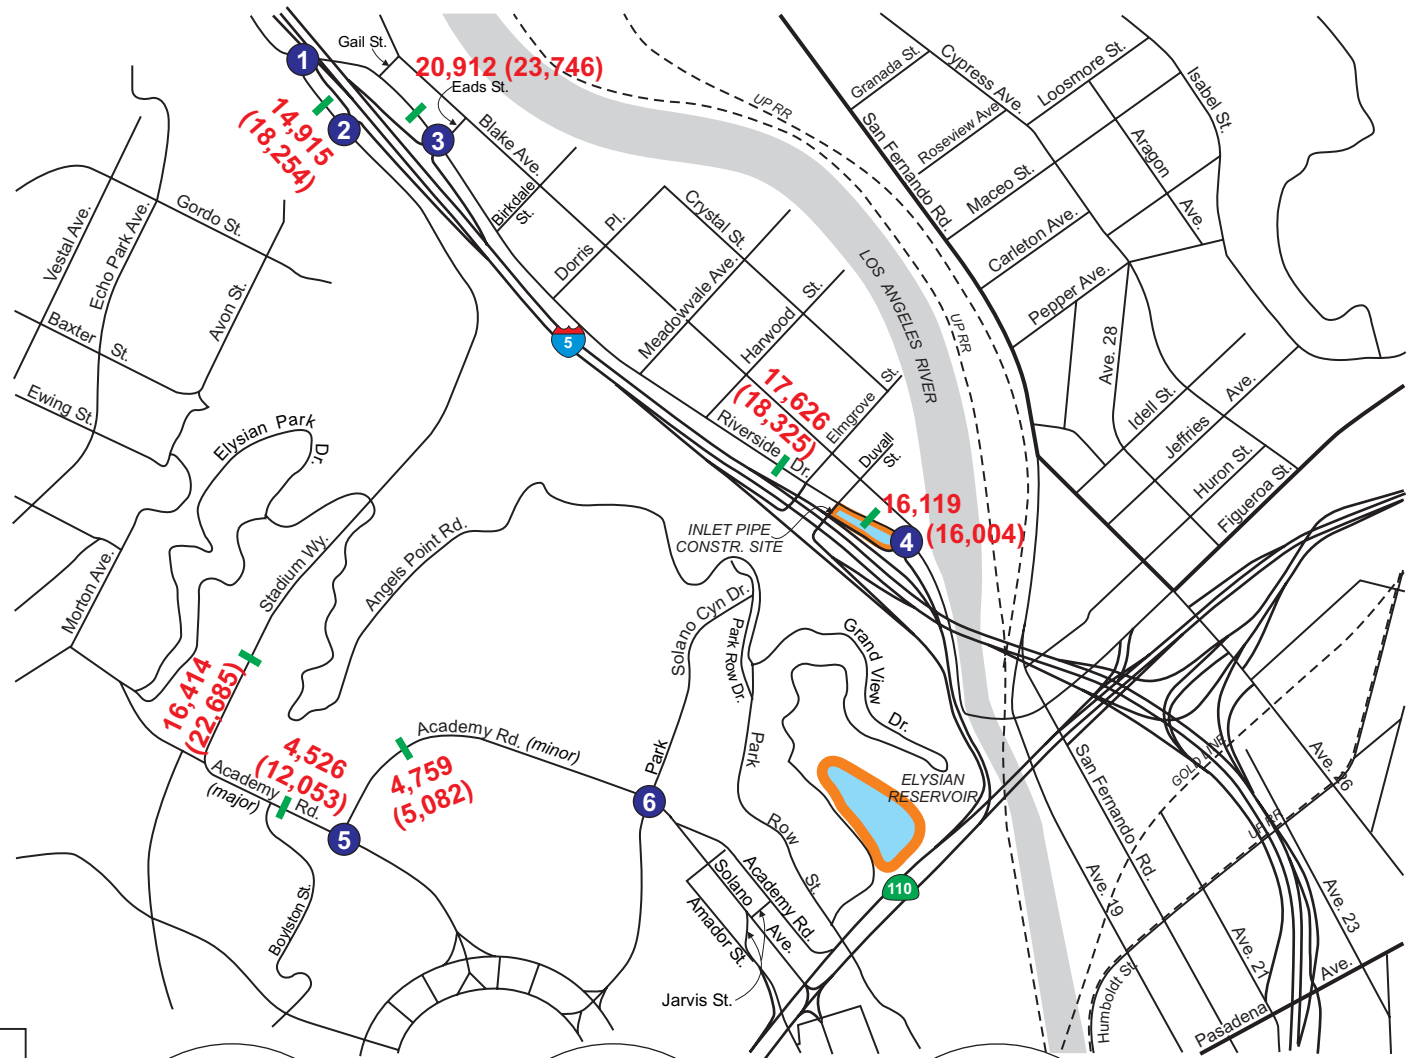 1
Gail St.
20,912 (23,746)
Eads St.
14,915
(18,254)
2
3
Blake Ave.
Birkdale
St.
UP RR
Granada St.
Cypress Ave.
Loosmore St.
Isabel St.
San Fernando Rd.
Roseview Ave.
Aragon
Ave.
Maceo St.
Carleton Ave.
Pepper Ave.
Vestal Ave.
Echo Park Ave.
Gordo St.
Avon St.
Baxter
St.
Ewing St.
Dorris
Pl.
Crystal St.
Meadowvale Ave.
Harwood
St.
LOS ANGELES RIVER
UP RR
5
Ave. 28
Idell St.
Jeffries
Ave.
Huron St.
Figueroa St.
17,626
(18,325)
Riverside
Dr.
Elmgrove
St.
Duvall
St.
Elysian Park
Dr.
16,119
(16,004)
4
INLET PIPE
CONSTR. SITE
Angels Point Rd.
Stadium Wy.
Morton Ave.
Solano Cyn Dr.
Park Row Dr.
Grand View
Dr.
16,414
(22,685)
Academy Rd. (minor)
4,526
(12,053)
4,759
(5,082)
Academy
Rd.
(major)
5
6
Park
Park
Row
St.
ELYSIAN
RESERVOIR
110
Solano
Ave.
Academy Rd.
Amador St.
Jarvis St.
Boylston St.
San Fernando
Rd.
GOLD LINE
UP RR
Ave. 26
Ave. 19
Ave. 21
Ave. 23
Humboldt St.
Pasadena
Ave.